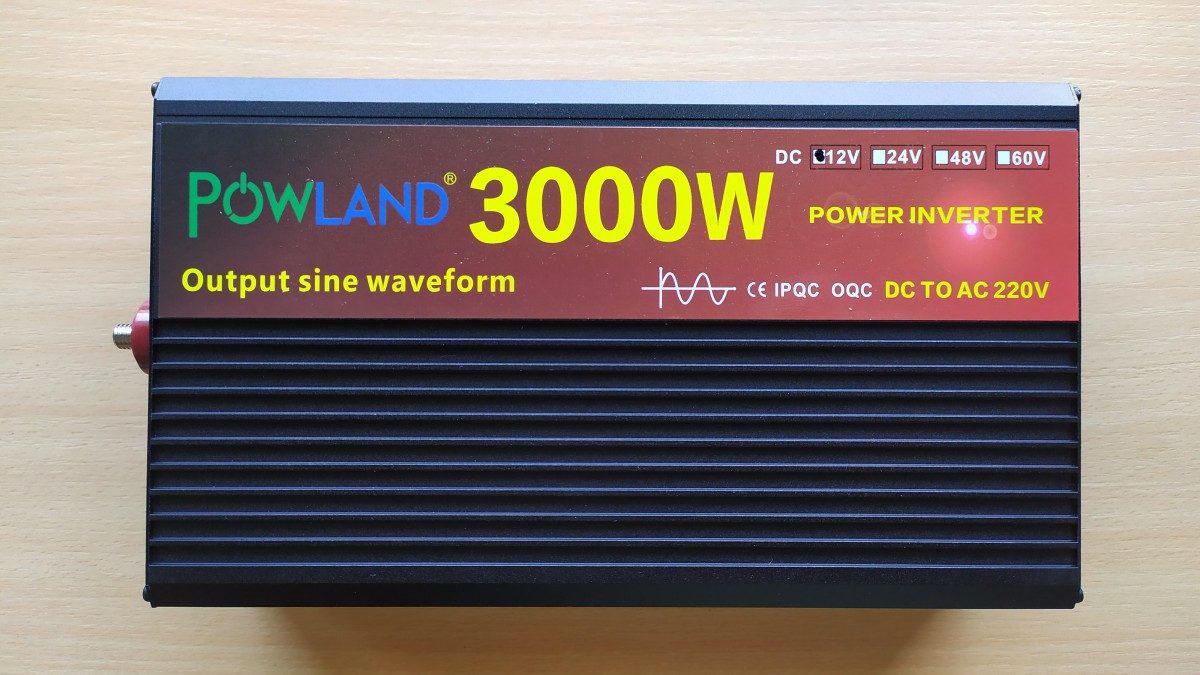 DC 12V 24V 48V 60V
POWLAND® 3000W POWER INVERTER
Output sine waveform CE IPQC OQC DC TO AC 220V